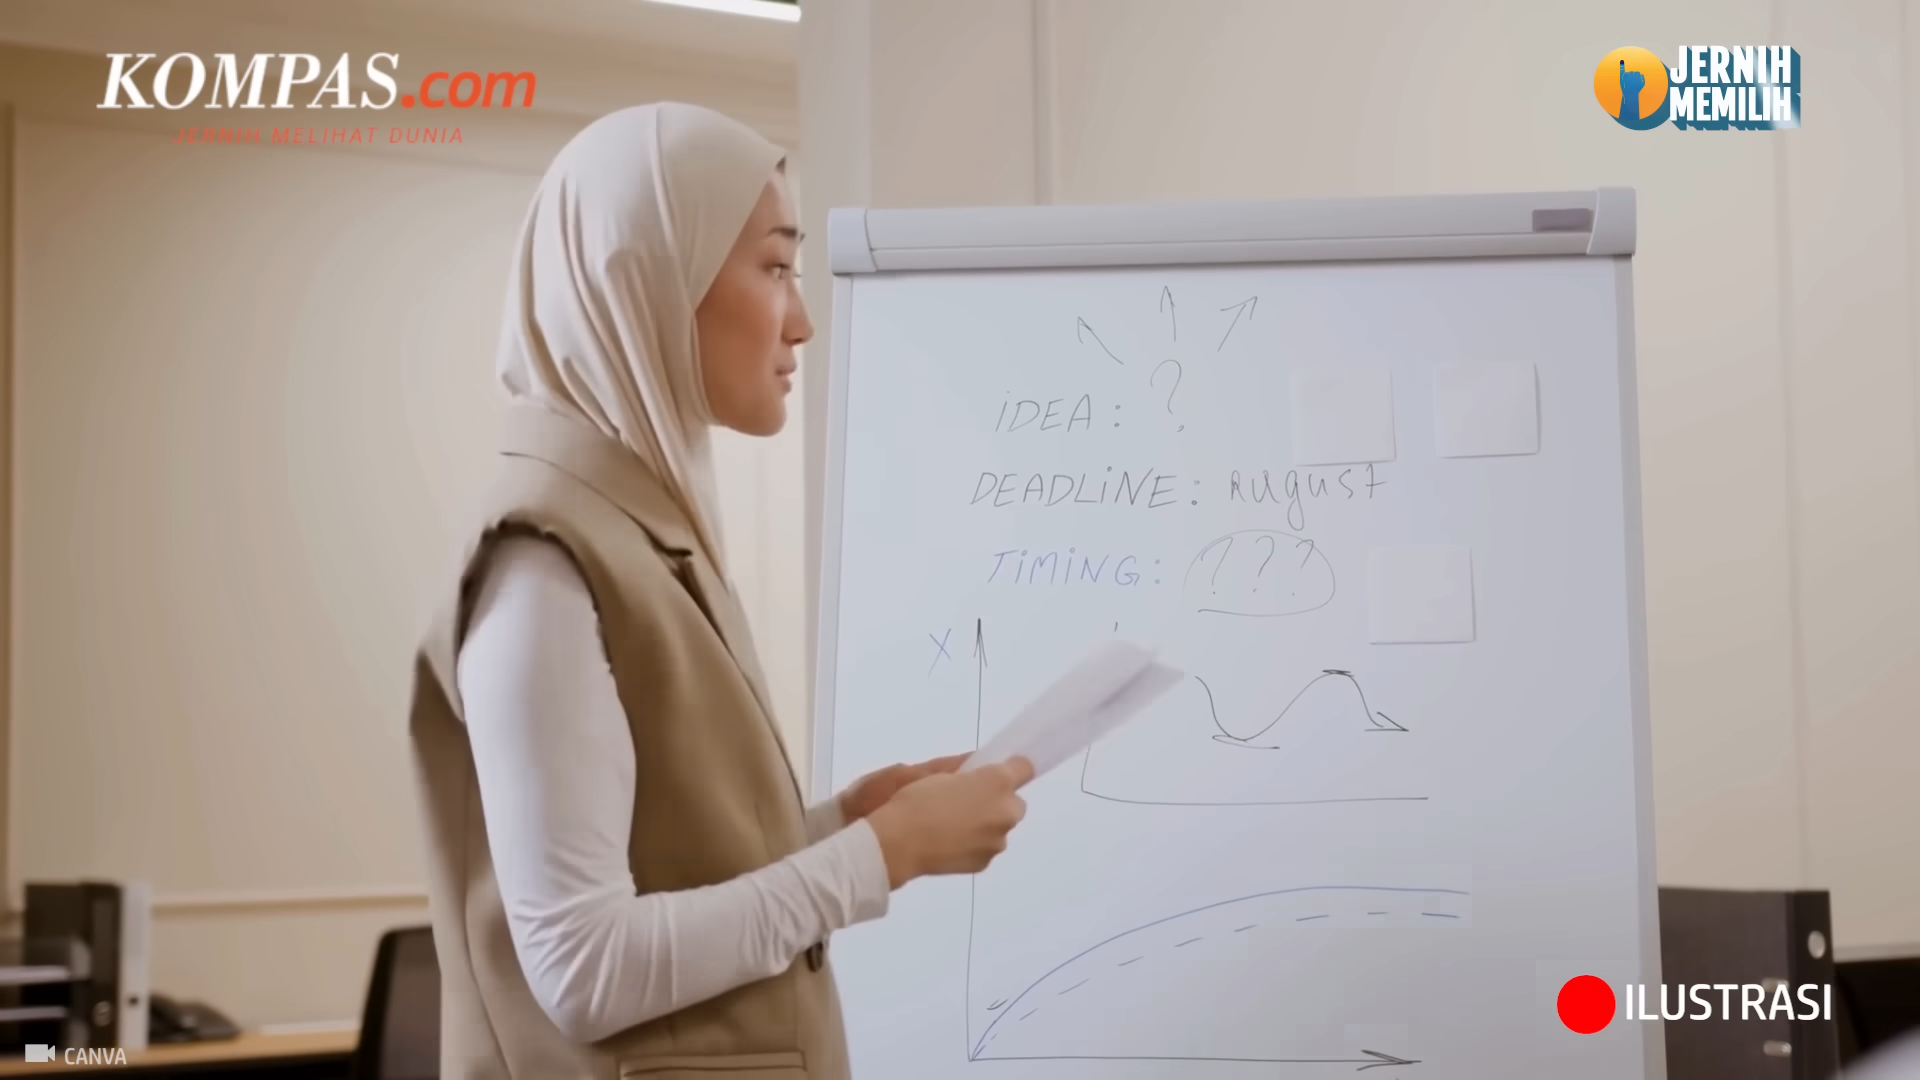 KOMPAS.com
JERNIH MELIHAT DUNIA
JERNIH
MEMILIH
IDEA: ?
DEADLINE: August
TIMING: ???
X
ILUSTRASI
CANVA